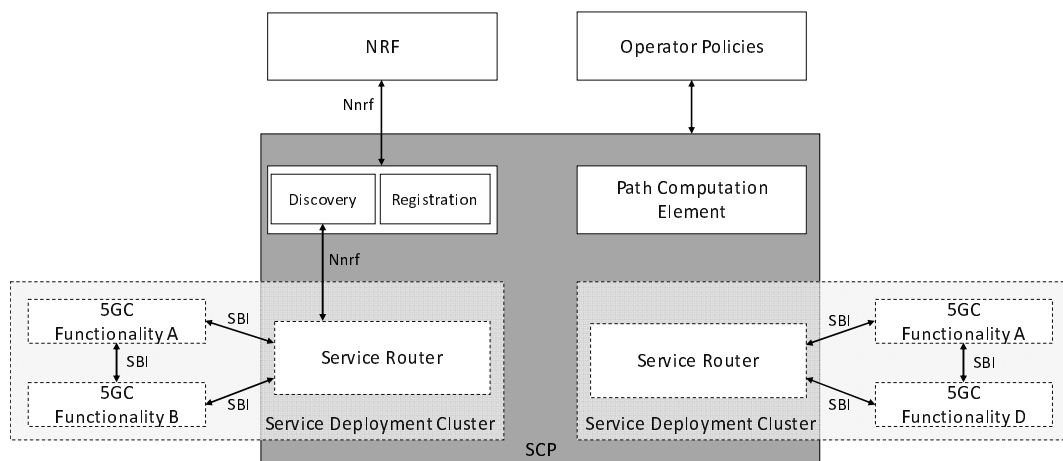 NRF
Operator Policies
Nnrf
Discovery
Registration
Path Computation
Element
Nnrf
5GC
Functionality A
SBI
SBI
5GC
Functionality B
SBI
Service Router
Service Deployment Cluster
Service Router
Service Deployment Cluster
SBI
5GC
Functionality A
SBI
SBI
5GC
Functionality D
SCP